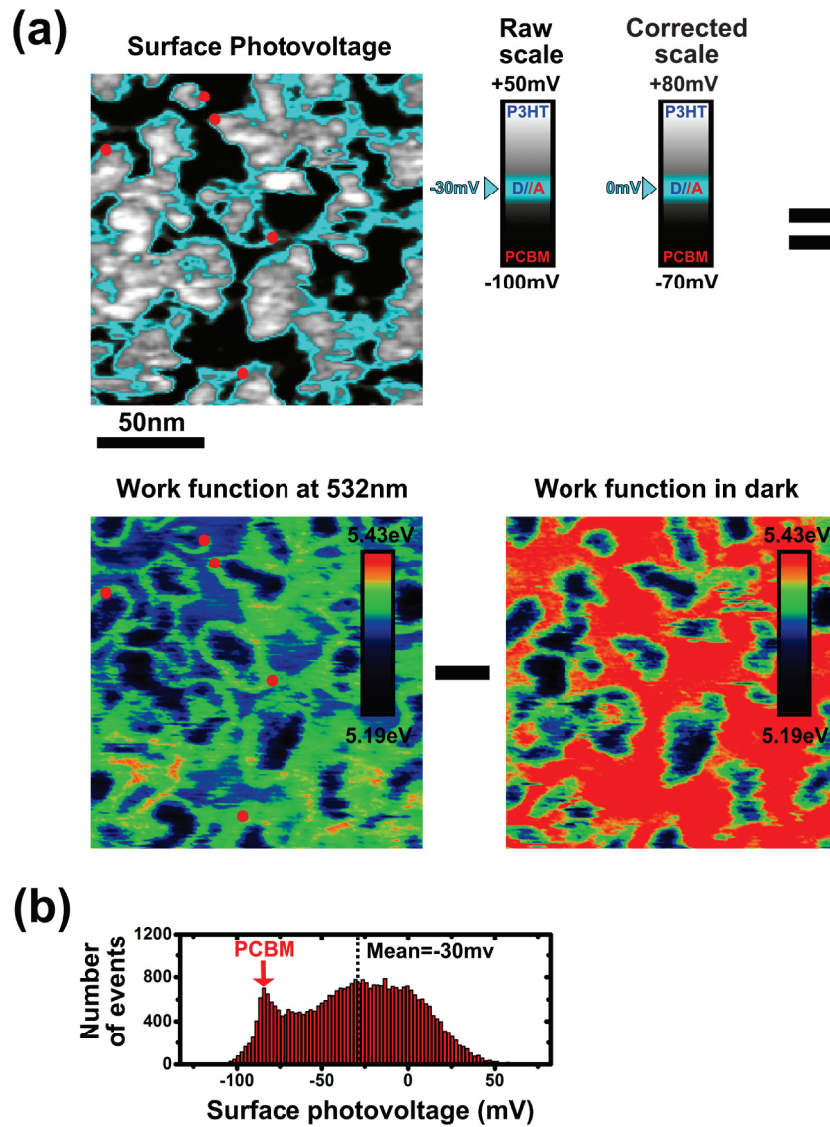 (a)
Surface Photovoltage
Raw
scale
+50mV
P3HT
-30mV
D//A
PCBM
-100mV
Corrected
scale
+80mV
P3HT
0mV
D//A
PCBM
-70mV
=
50nm
Work function at 532nm
5.43eV
5.19eV
-
Work function in dark
5.43eV
5.19eV
(b)
Number
of events
1200
800
400
0
PCBM
Mean=-30mv
-100
-50
0
50
Surface photovoltage (mV)